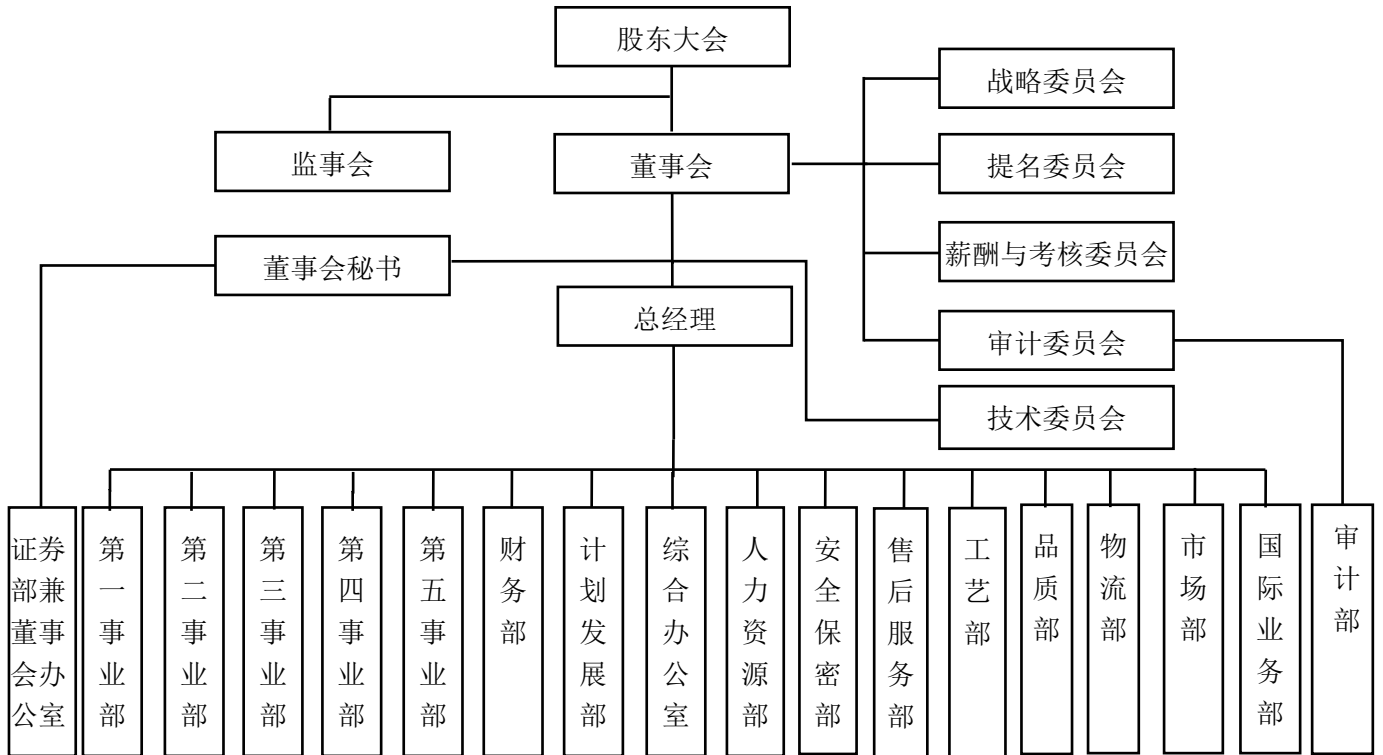 股东大会
战略委员会
监事会
董事会
提名委员会
董事会秘书
薪酬与考核委员会
总经理
审计委员会
技术委员会
证券
部兼
董事
会办
公室
第一事业部
第二事业部
第三事业部
第四事业部
第五事业部
财务部
计划发展部
综合办公室
人力资源部
安全保密部
售后服务部
工艺部
品质部
物流部
市场部
国际业务部
审计部